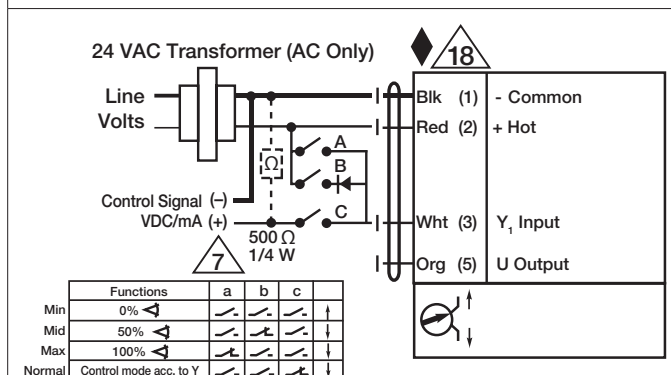 24 VAC Transformer (AC Only)
18
Line
Volts
Blk (1) - Common
Red (2) + Hot
A
B
C
Ω
Control Signal (–)
VDC/mA (+)
Wht (3) Y1 Input
500 Ω
1/4 W
7
Org (5) U Output
Functions a b c
Min 0%
Mid 50%
Max 100%
Normal Control mode acc. to Y